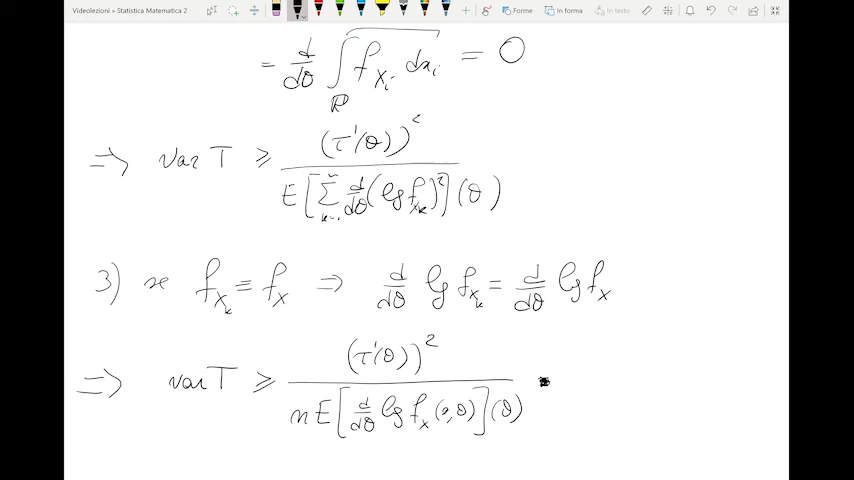 Videolezioni » Statistica Matematica 2 Forme In forma In testo
= d/dθ ∫_ℝ f_{X_i} dx_i = 0
=> Var T ≥ (τ'(θ))² / E[∑_{k=1}^n d/dθ (lg f_{X_k})²](θ)
3) se f_{X_k} ≡ f_X => d/dθ lg f_{X_k} = d/dθ lg f_X
=> var T ≥ (τ'(θ))² / n E[d/dθ lg f_X(·,θ)](θ)